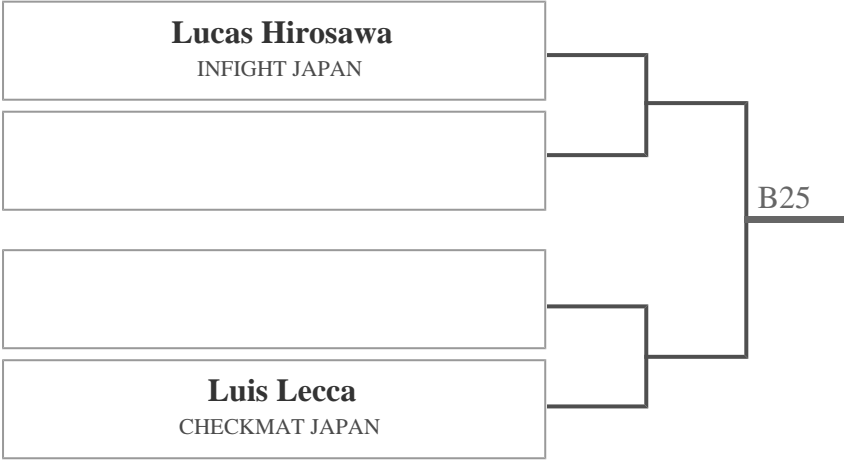 Lucas Hirosawa
INFIGHT JAPAN
B25
Luis Lecca
CHECKMAT JAPAN